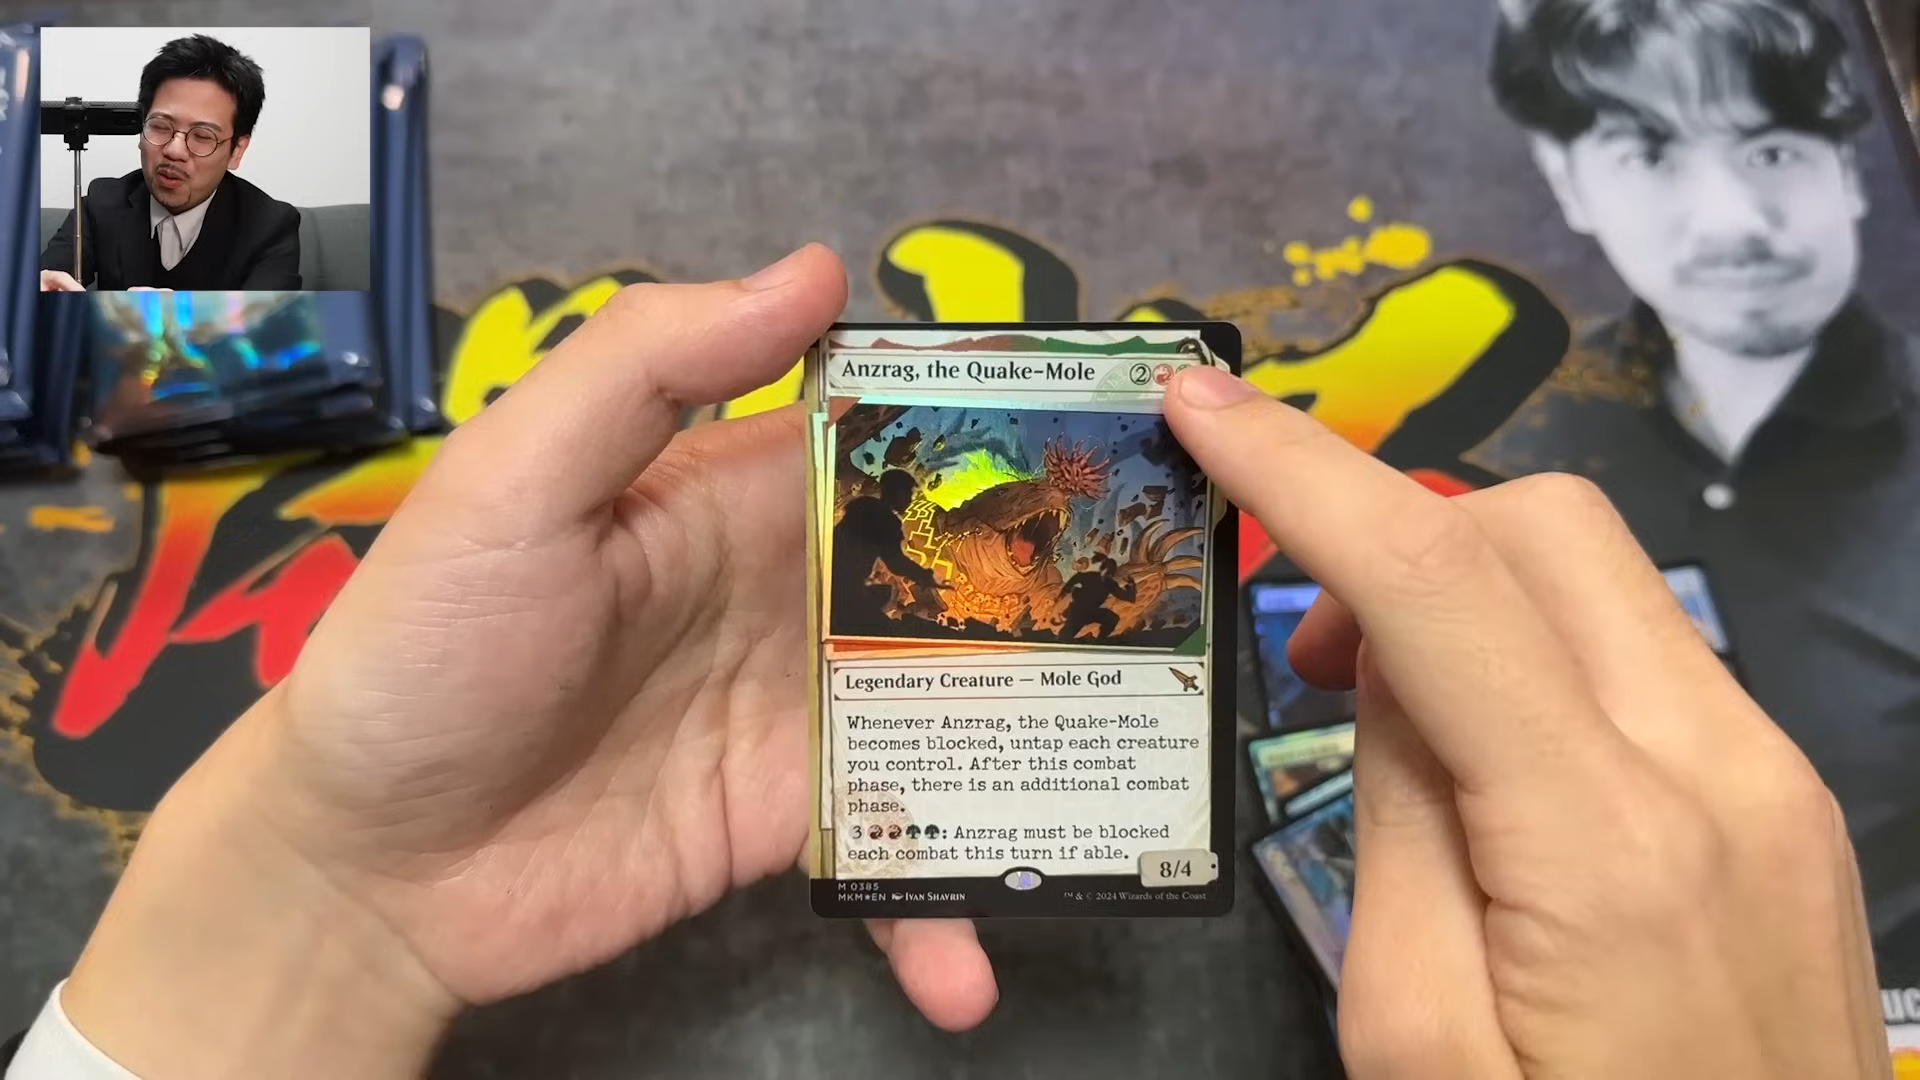 Anzrag, the Quake-Mole
2
Legendary Creature — Mole God
Whenever Anzrag, the Quake-Mole
becomes blocked, untap each creature
you control. After this combat
phase, there is an additional combat
phase.
3: Anzrag must be blocked
each combat this turn if able.
8/4
M 0385
MKM★EN Ivan Shavrin
™ & © 2024 Wizards of the Coast